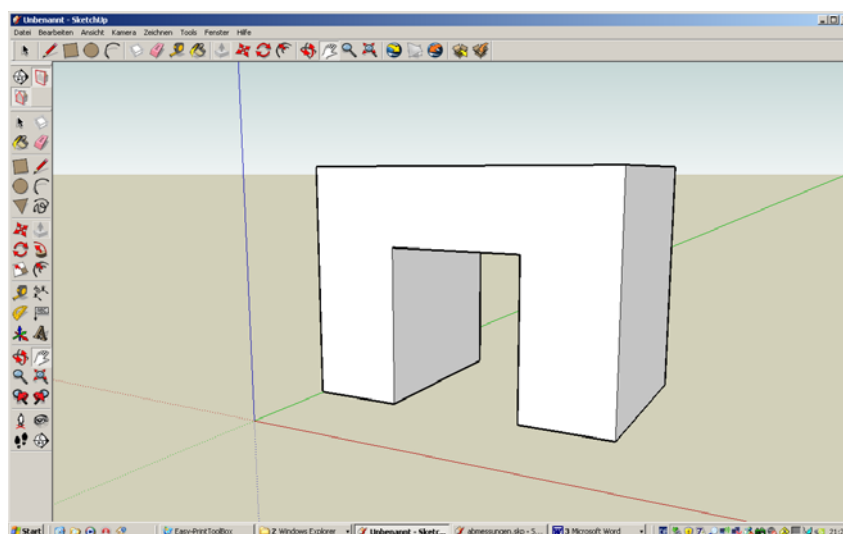 Unbenannt - SketchUp
Datei Bearbeiten Ansicht Kamera Zeichnen Tools Fenster Hilfe
Start Easy-PrintToolBox 2 Windows Explorer Unbenannt - Sketc... abmessungen.skp - S... 3 Microsoft Word